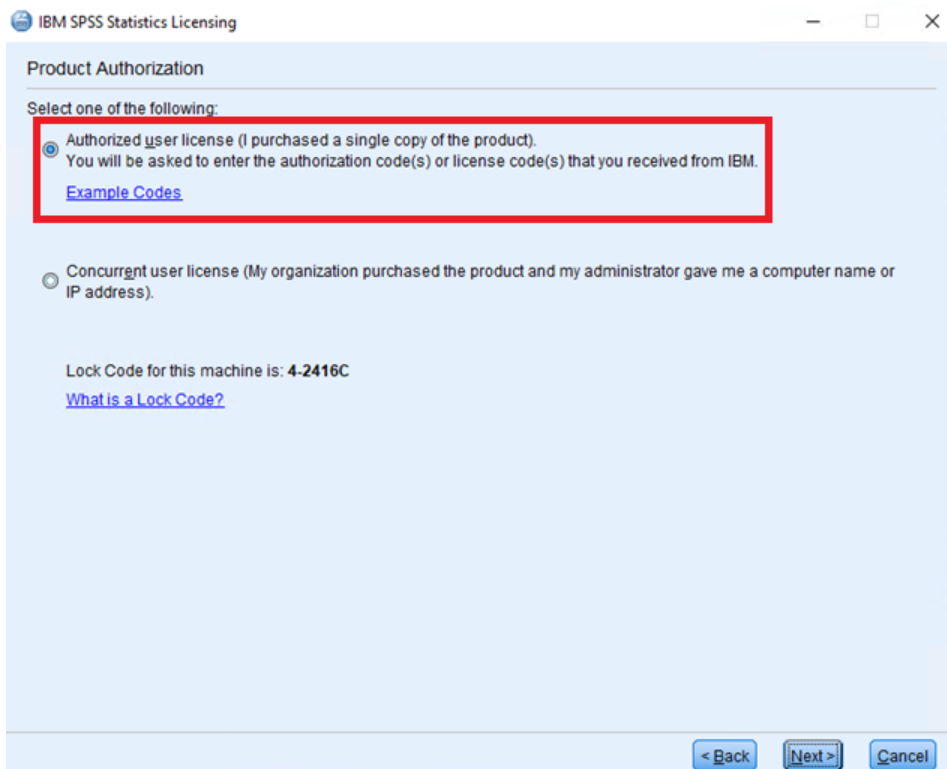 IBM SPSS Statistics Licensing
Product Authorization
Select one of the following:
Authorized user license (I purchased a single copy of the product).
You will be asked to enter the authorization code(s) or license code(s) that you received from IBM.
Example Codes
Concurrent user license (My organization purchased the product and my administrator gave me a computer name or
IP address).
Lock Code for this machine is: 4-2416C
What is a Lock Code?
< Back Next > Cancel